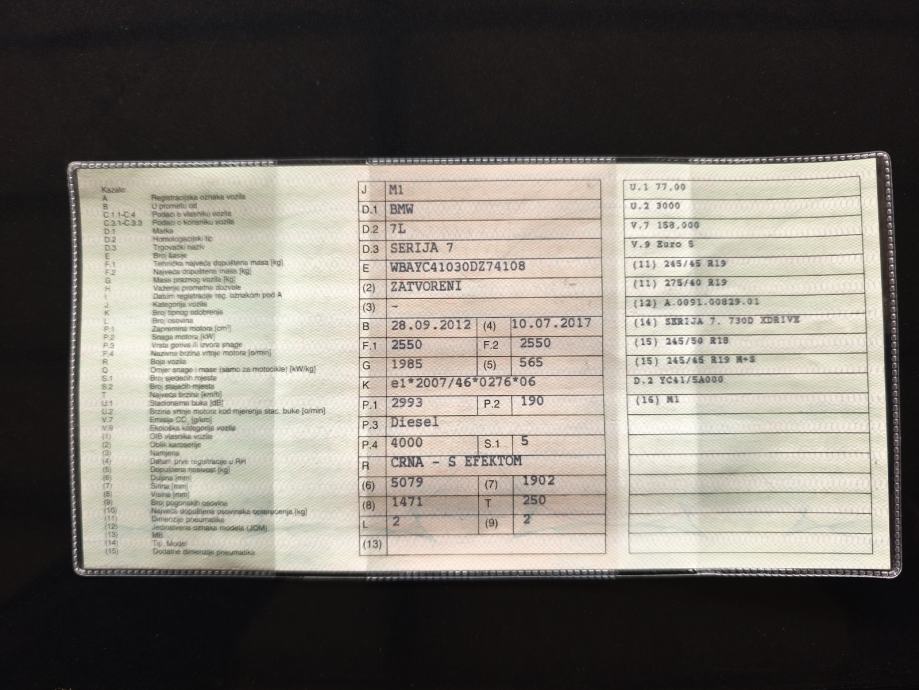 Kazalo:
A Registracijska oznaka vozila
B U prometu od
C.1.1-C.4 Podaci o vlasniku vozila
C.3.1-C.3.3 Podaci o korisniku vozila
D.1 Marka
D.2 Homologacijski tip
D.3 Trgovački naziv
E Broj šasije
F.1 Tehnička najveća dopuštena masa [kg]
F.2 Najveća dopuštena masa [kg]
G Masa praznog vozila [kg]
H Važenje prometne dozvole
I Datum registracije reg. oznakom pod A
J Kategorija vozila
K Broj tipnog odobrenja
L Broj osovina
P.1 Zapremina motora [cm³]
P.2 Snaga motora [kW]
P.3 Vrsta goriva ili izvora snage
P.4 Nazivna brzina vrtnje motora [o/min]
R Boja vozila
Q Omjer snage i mase (samo za motocikle) [kW/kg]
S.1 Broj sjedećih mjesta
S.2 Broj stajaćih mjesta
T Najveća brzina [km/h]
U.1 Stacionarna buka [dB]
U.2 Brzina vrtnje motora kod mjerenja stac. buke [o/min]
V.7 Emisija CO₂ [g/km]
V.9 Ekološka kategorija vozila
(1) OIB vlasnika vozila
(2) Oblik karoserije
(3) Namjena
(4) Datum prve registracije u RH
(5) Dopuštena nosivost [kg]
(6) Duljina [mm]
(7) Širina [mm]
(8) Visina [mm]
(9) Broj pogonskih osovina
(10) Najveća dopuštena osovinska opterećenja [kg]
(11) Dimenzije pneumatika
(12) Jedinstvena oznaka modela (JOM)
(13) MB
(14) Tip. Model
(15) Dodatne dimenzije pneumatika
J M1
D.1 BMW
D.2 7L
D.3 SERIJA 7
E WBAYC41030DZ74108
(2) ZATVORENI
(3) -
B 28.09.2012 (4) 10.07.2017
F.1 2550 F.2 2550
G 1985 (5) 565
K e1*2007/46*0276*06
P.1 2993 P.2 190
P.3 Diesel
P.4 4000 S.1 5
R CRNA - S EFEKTOM
(6) 5079 (7) 1902
(8) 1471 T 250
L 2 (9) 2
(13)
U.1 77,00
U.2 3000
V.7 158,000
V.9 Euro 5
(11) 245/45 R19
(11) 275/40 R19
(12) A.0091.00829.01
(14) SERIJA 7. 730D XDRIVE
(15) 245/50 R18
(15) 245/45 R19 M+S
D.2 YC41/5A000
(16) M1